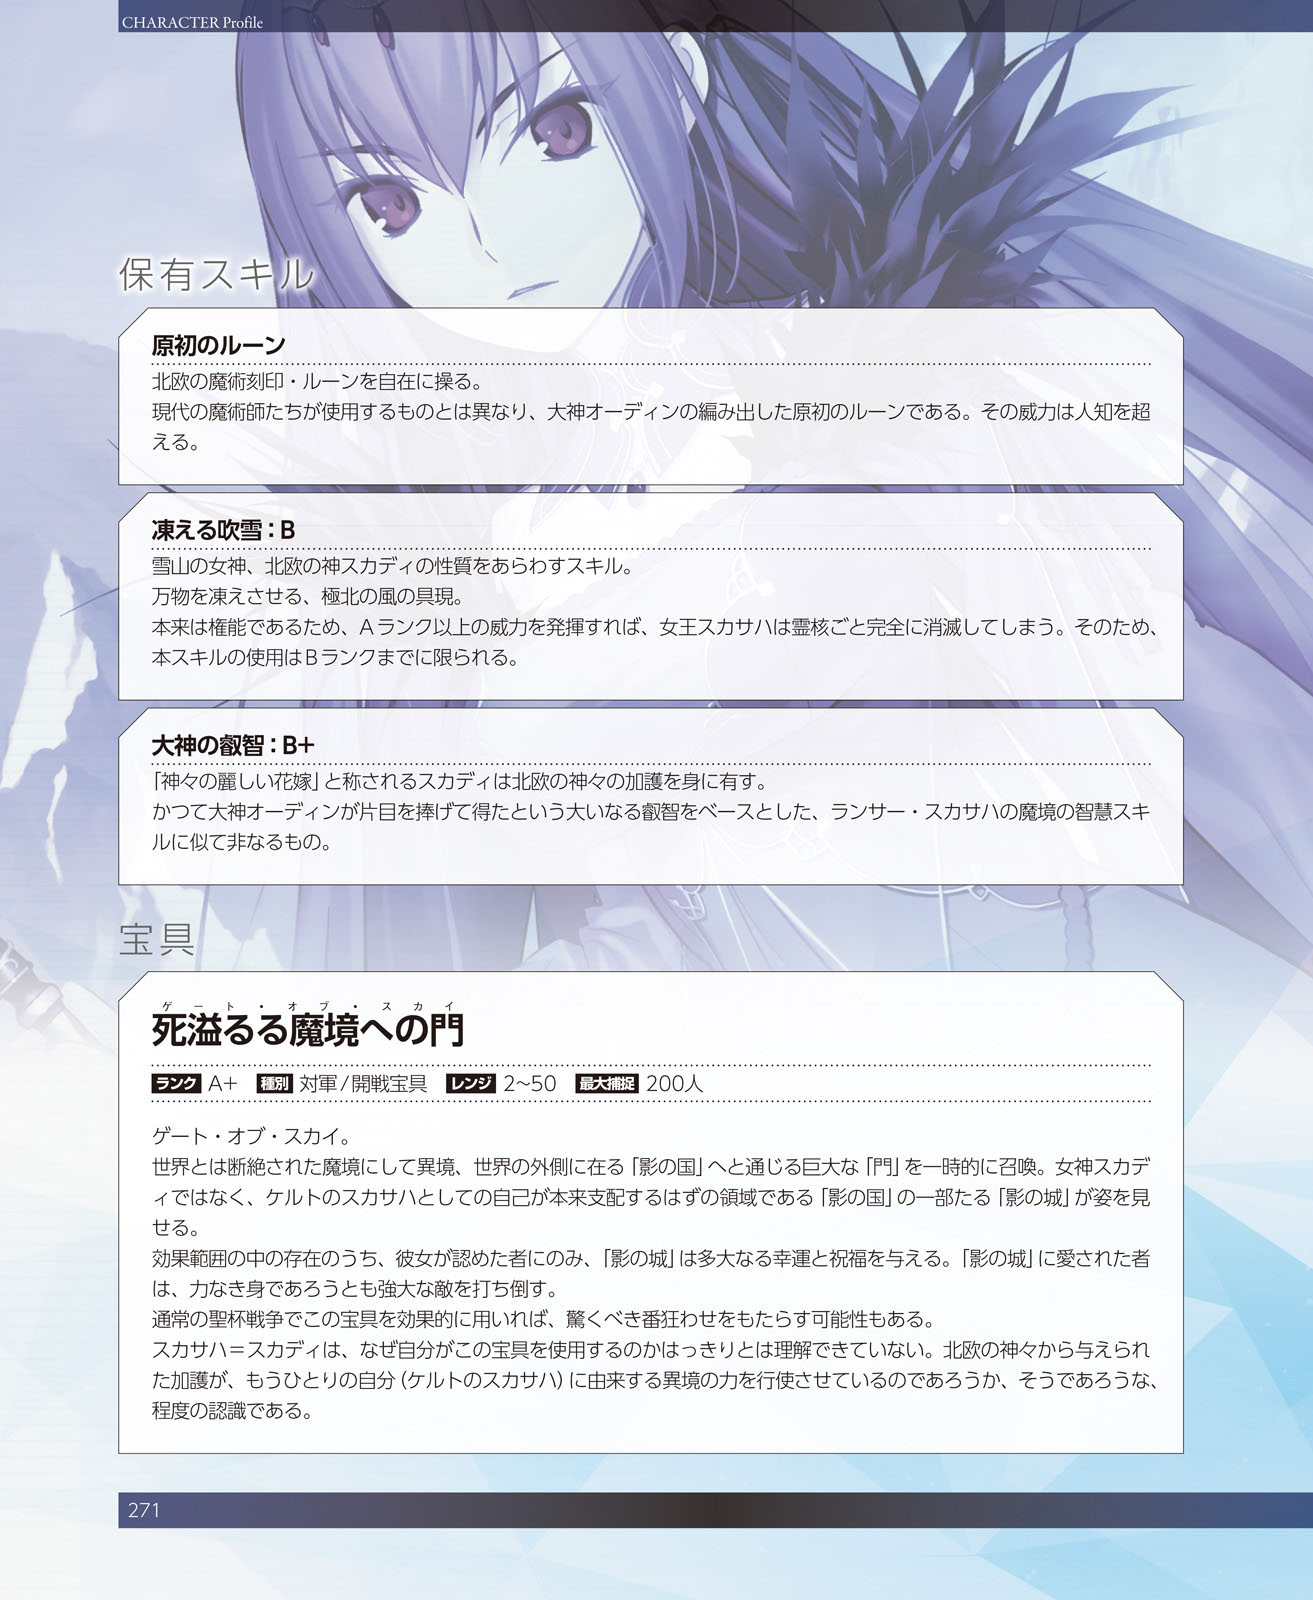 CHARACTER Profile
保有スキル
原初のルーン
北欧の魔術刻印・ルーンを自在に操る。
現代の魔術師たちが使用するものとは異なり、大神オーディンの編み出した原初のルーンである。その威力は人知を超
える。
凍える吹雪：B
雪山の女神、北欧の神スカディの性質をあらわすスキル。
万物を凍えさせる、極北の風の具現。
本来は権能であるため、Aランク以上の威力を発揮すれば、女王スカサハは霊核ごと完全に消滅してしまう。そのため、
本スキルの使用はBランクまでに限られる。
大神の叡智：B+
「神々の麗しい花嫁」と称されるスカディは北欧の神々の加護を身に有す。
かつて大神オーディンが片目を捧げて得たという大いなる叡智をベースとした、ランサー・スカサハの魔境の智慧スキ
ルに似て非なるもの。
宝具
ゲート・オブ・スカイ
死溢るる魔境への門
ランク A+ 種別 対軍/開戦宝具 レンジ 2~50 最大捕捉 200人
ゲート・オブ・スカイ。
世界とは断絶された魔境にして異境、世界の外側に在る「影の国」へと通じる巨大な「門」を一時的に召喚。女神スカデ
ィではなく、ケルトのスカサハとしての自己が本来支配するはずの領域である「影の国」の一部たる「影の城」が姿を見
せる。
効果範囲の中の存在のうち、彼女が認めた者にのみ、「影の城」は多大なる幸運と祝福を与える。「影の城」に愛された者
は、力なき身であろうとも強大な敵を打ち倒す。
通常の聖杯戦争でこの宝具を効果的に用いれば、驚くべき番狂わせをもたらす可能性もある。
スカサハ＝スカディは、なぜ自分がこの宝具を使用するのかはっきりとは理解できていない。北欧の神々から与えられ
た加護が、もうひとりの自分（ケルトのスカサハ）に由来する異境の力を行使させているのであろうか、そうであろうな、
程度の認識である。
271